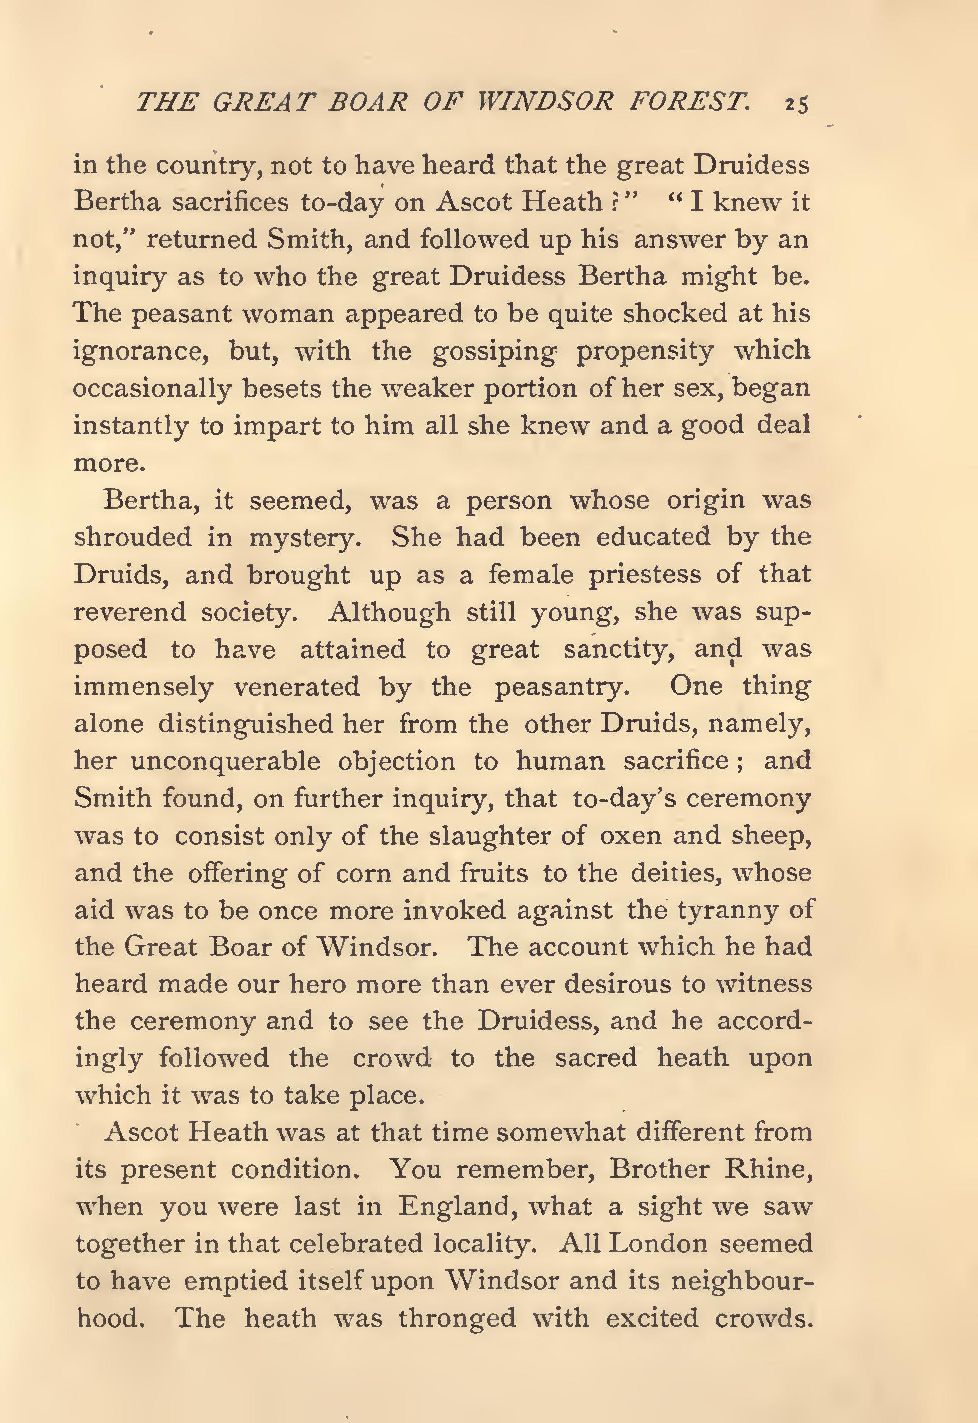 THE GREAT BOAR OF WINDSOR FOREST. 25
in the country, not to have heard that the great Druidess
Bertha sacrifices to-day on Ascot Heath?” “I knew it
not,” returned Smith, and followed up his answer by an
inquiry as to who the great Druidess Bertha might be.
The peasant woman appeared to be quite shocked at his
ignorance, but, with the gossiping propensity which
occasionally besets the weaker portion of her sex, began
instantly to impart to him all she knew and a good deal
more.
Bertha, it seemed, was a person whose origin was
shrouded in mystery. She had been educated by the
Druids, and brought up as a female priestess of that
reverend society. Although still young, she was sup-
posed to have attained to great sanctity, and was
immensely venerated by the peasantry. One thing
alone distinguished her from the other Druids, namely,
her unconquerable objection to human sacrifice; and
Smith found, on further inquiry, that to-day’s ceremony
was to consist only of the slaughter of oxen and sheep,
and the offering of corn and fruits to the deities, whose
aid was to be once more invoked against the tyranny of
the Great Boar of Windsor. The account which he had
heard made our hero more than ever desirous to witness
the ceremony and to see the Druidess, and he accord-
ingly followed the crowd to the sacred heath upon
which it was to take place.
Ascot Heath was at that time somewhat different from
its present condition. You remember, Brother Rhine,
when you were last in England, what a sight we saw
together in that celebrated locality. All London seemed
to have emptied itself upon Windsor and its neighbour-
hood. The heath was thronged with excited crowds.